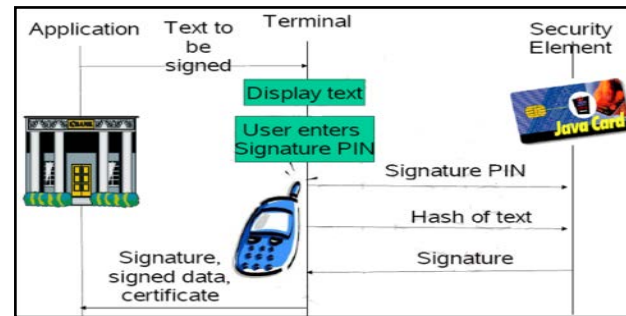 Application
Text to
be
signed
Terminal
Security
Element
Display text
User enters
Signature PIN
Java Card
Signature PIN
Hash of text
Signature
Signature,
signed data,
certificate